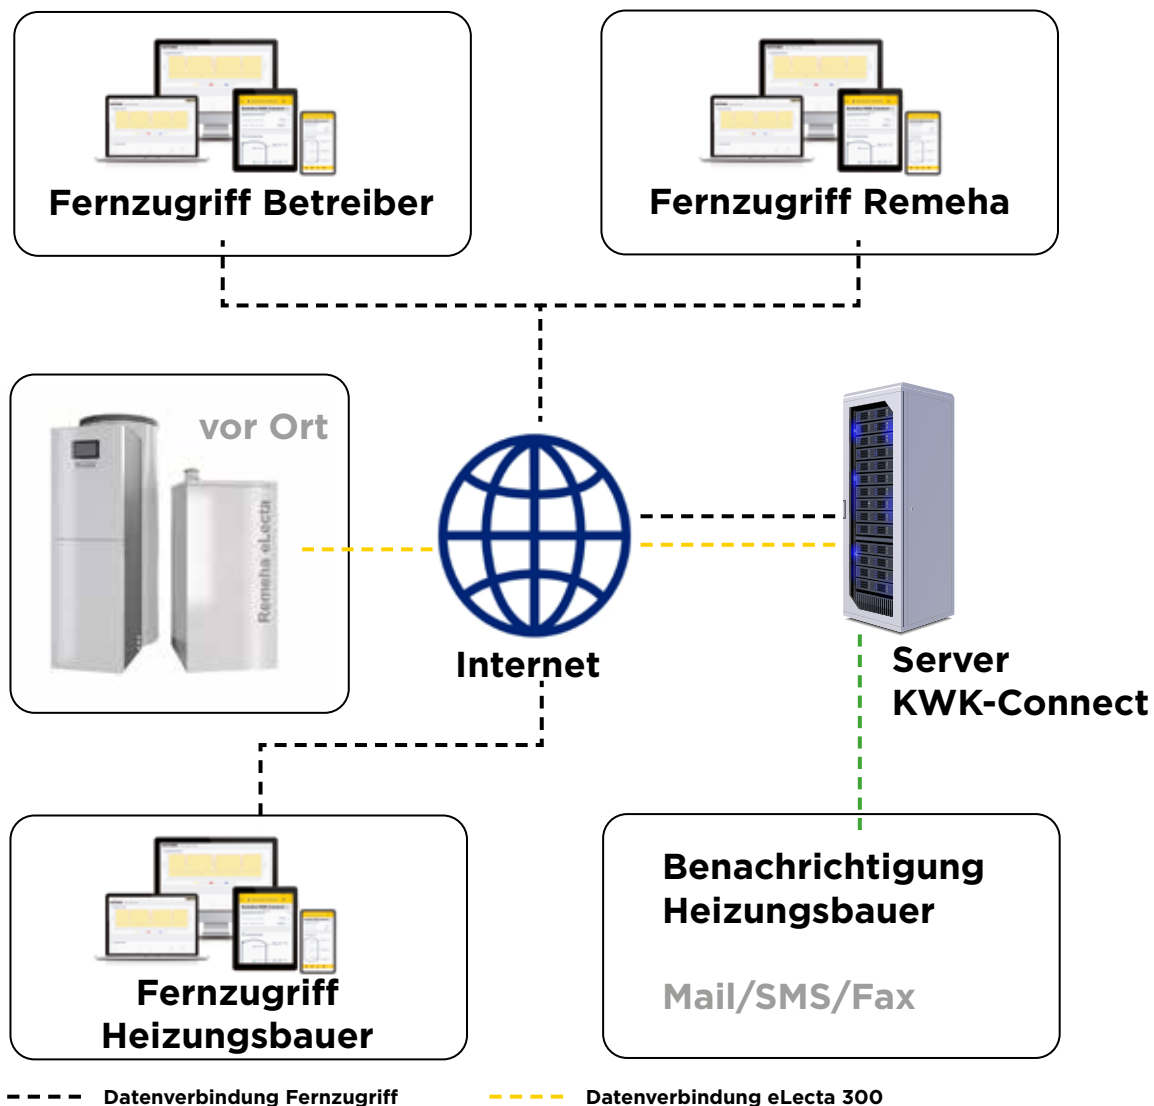 Fernzugriff Betreiber
Fernzugriff Remeha
vor Ort
Remeha eLecta
Internet
Server
KWK-Connect
Fernzugriff
Heizungsbauer
Benachrichtigung
Heizungsbauer
Mail/SMS/Fax
Datenverbindung Fernzugriff
Datenverbindung eLecta 300